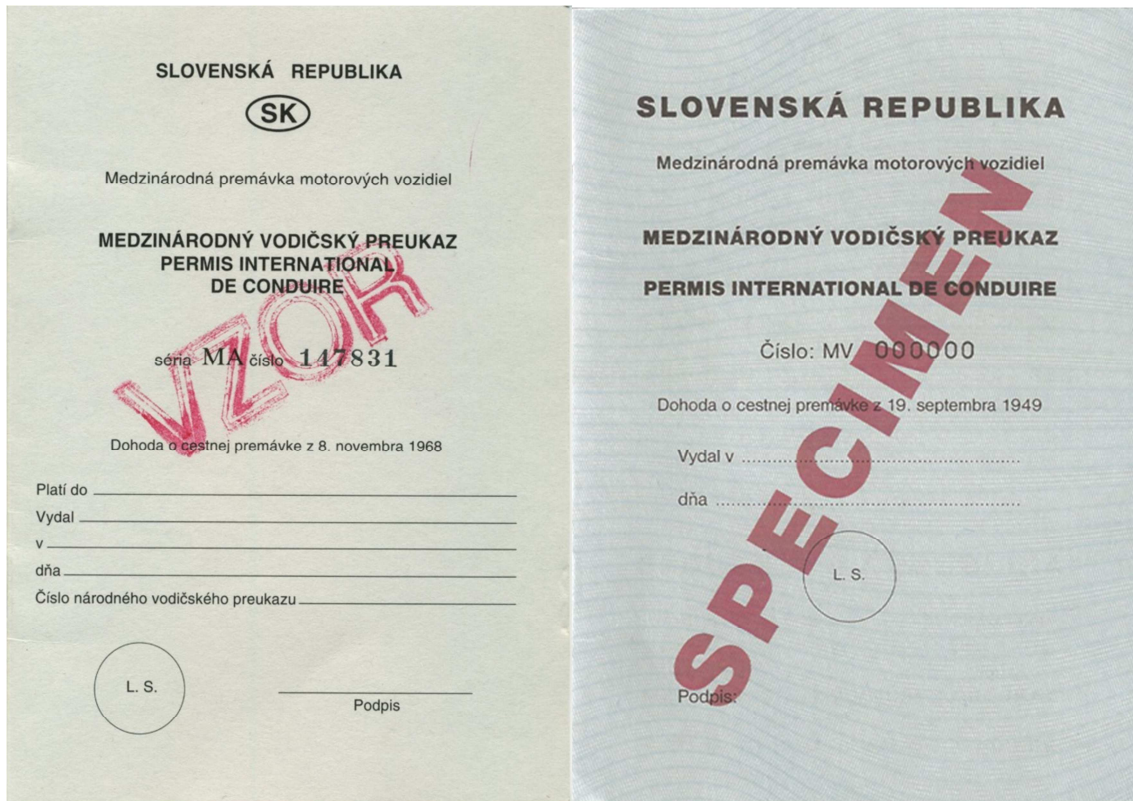 SLOVENSKÁ REPUBLIKA
SK
Medzinárodná premávka motorových vozidiel
MEDZINÁRODNÝ VODIČSKÝ PREUKAZ
PERMIS INTERNATIONAL
DE CONDUIRE
séria MA číslo 147831
VZOR
Dohoda o cestnej premávke z 8. novembra 1968
Platí do
Vydal
v
dňa
Číslo národného vodičského preukazu
L. S.
Podpis
SLOVENSKÁ REPUBLIKA
Medzinárodná premávka motorových vozidiel
MEDZINÁRODNÝ VODIČSKÝ PREUKAZ
PERMIS INTERNATIONAL DE CONDUIRE
Číslo: MV 000000
Dohoda o cestnej premávke z 19. septembra 1949
Vydal v
dňa
L. S.
Podpis:
SPECIMEN